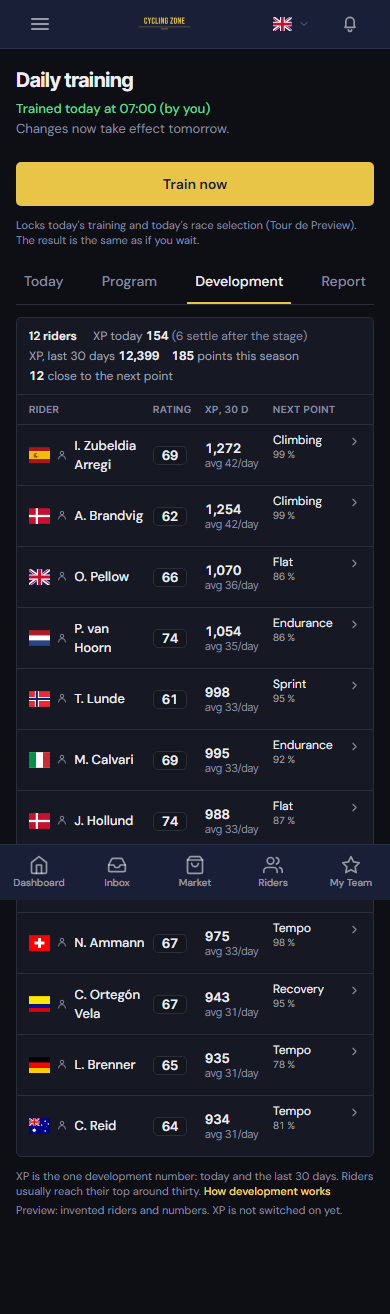 CYCLING ZONE
Daily training
Trained today at 07:00 (by you)
Changes now take effect tomorrow.
Train now
Locks today's training and today's race selection (Tour de Preview).
The result is the same as if you wait.
Today Program Development Report
12 riders XP today 154 (6 settle after the stage)
XP, last 30 days 12,399 185 points this season
12 close to the next point
RIDER RATING XP, 30 D NEXT POINT
I. Zubeldia Arregi 69 1,272 avg 42/day Climbing 99 %
A. Brandvig 62 1,254 avg 42/day Climbing 99 %
O. Pellow 66 1,070 avg 36/day Flat 86 %
P. van Hoorn 74 1,054 avg 35/day Endurance 86 %
T. Lunde 61 998 avg 33/day Sprint 95 %
M. Calvari 69 995 avg 33/day Endurance 92 %
J. Hollund 74 988 avg 33/day Flat 87 %
Dashboard Inbox Market Riders My Team
N. Ammann 67 975 avg 33/day Tempo 98 %
C. Ortegón Vela 67 943 avg 31/day Recovery 95 %
L. Brenner 65 935 avg 31/day Tempo 78 %
C. Reid 64 934 avg 31/day Tempo 81 %
XP is the one development number: today and the last 30 days. Riders
usually reach their top around thirty. How development works
Preview: invented riders and numbers. XP is not switched on yet.